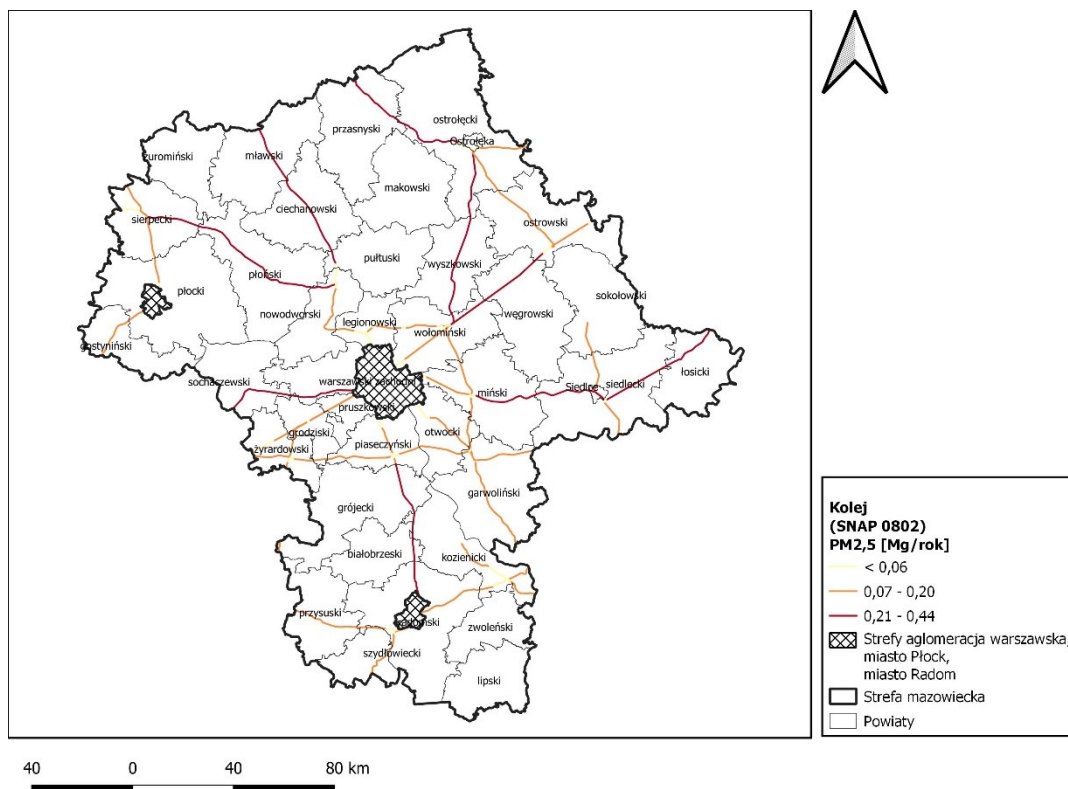 ostrołęcki
przasnyski
Ostrołęka
żuromiński
mławski
makowski
ciechanowski
sierpecki
ostrowski
pułtuski
wyszkowski
płoński
płocki
sokołowski
nowodworski
legionowski
węgrowski
wołomiński
gostyniński
sochaczewski
warszawski zachodni
miński
Siedlce
siedlecki
łosicki
pruszkowski
grodziski
otwocki
piaseczyński
żyrardowski
garwoliński
grójecki
białobrzeski
kozienicki
przysuski
radomski
zwoleński
szydłowiecki
lipski
Kolej
(SNAP 0802)
PM2,5 [Mg/rok]
< 0,06
0,07 - 0,20
0,21 - 0,44
Strefy aglomeracja warszawska,
miasto Płock,
miasto Radom
Strefa mazowiecka
Powiaty
40 0 40 80 km